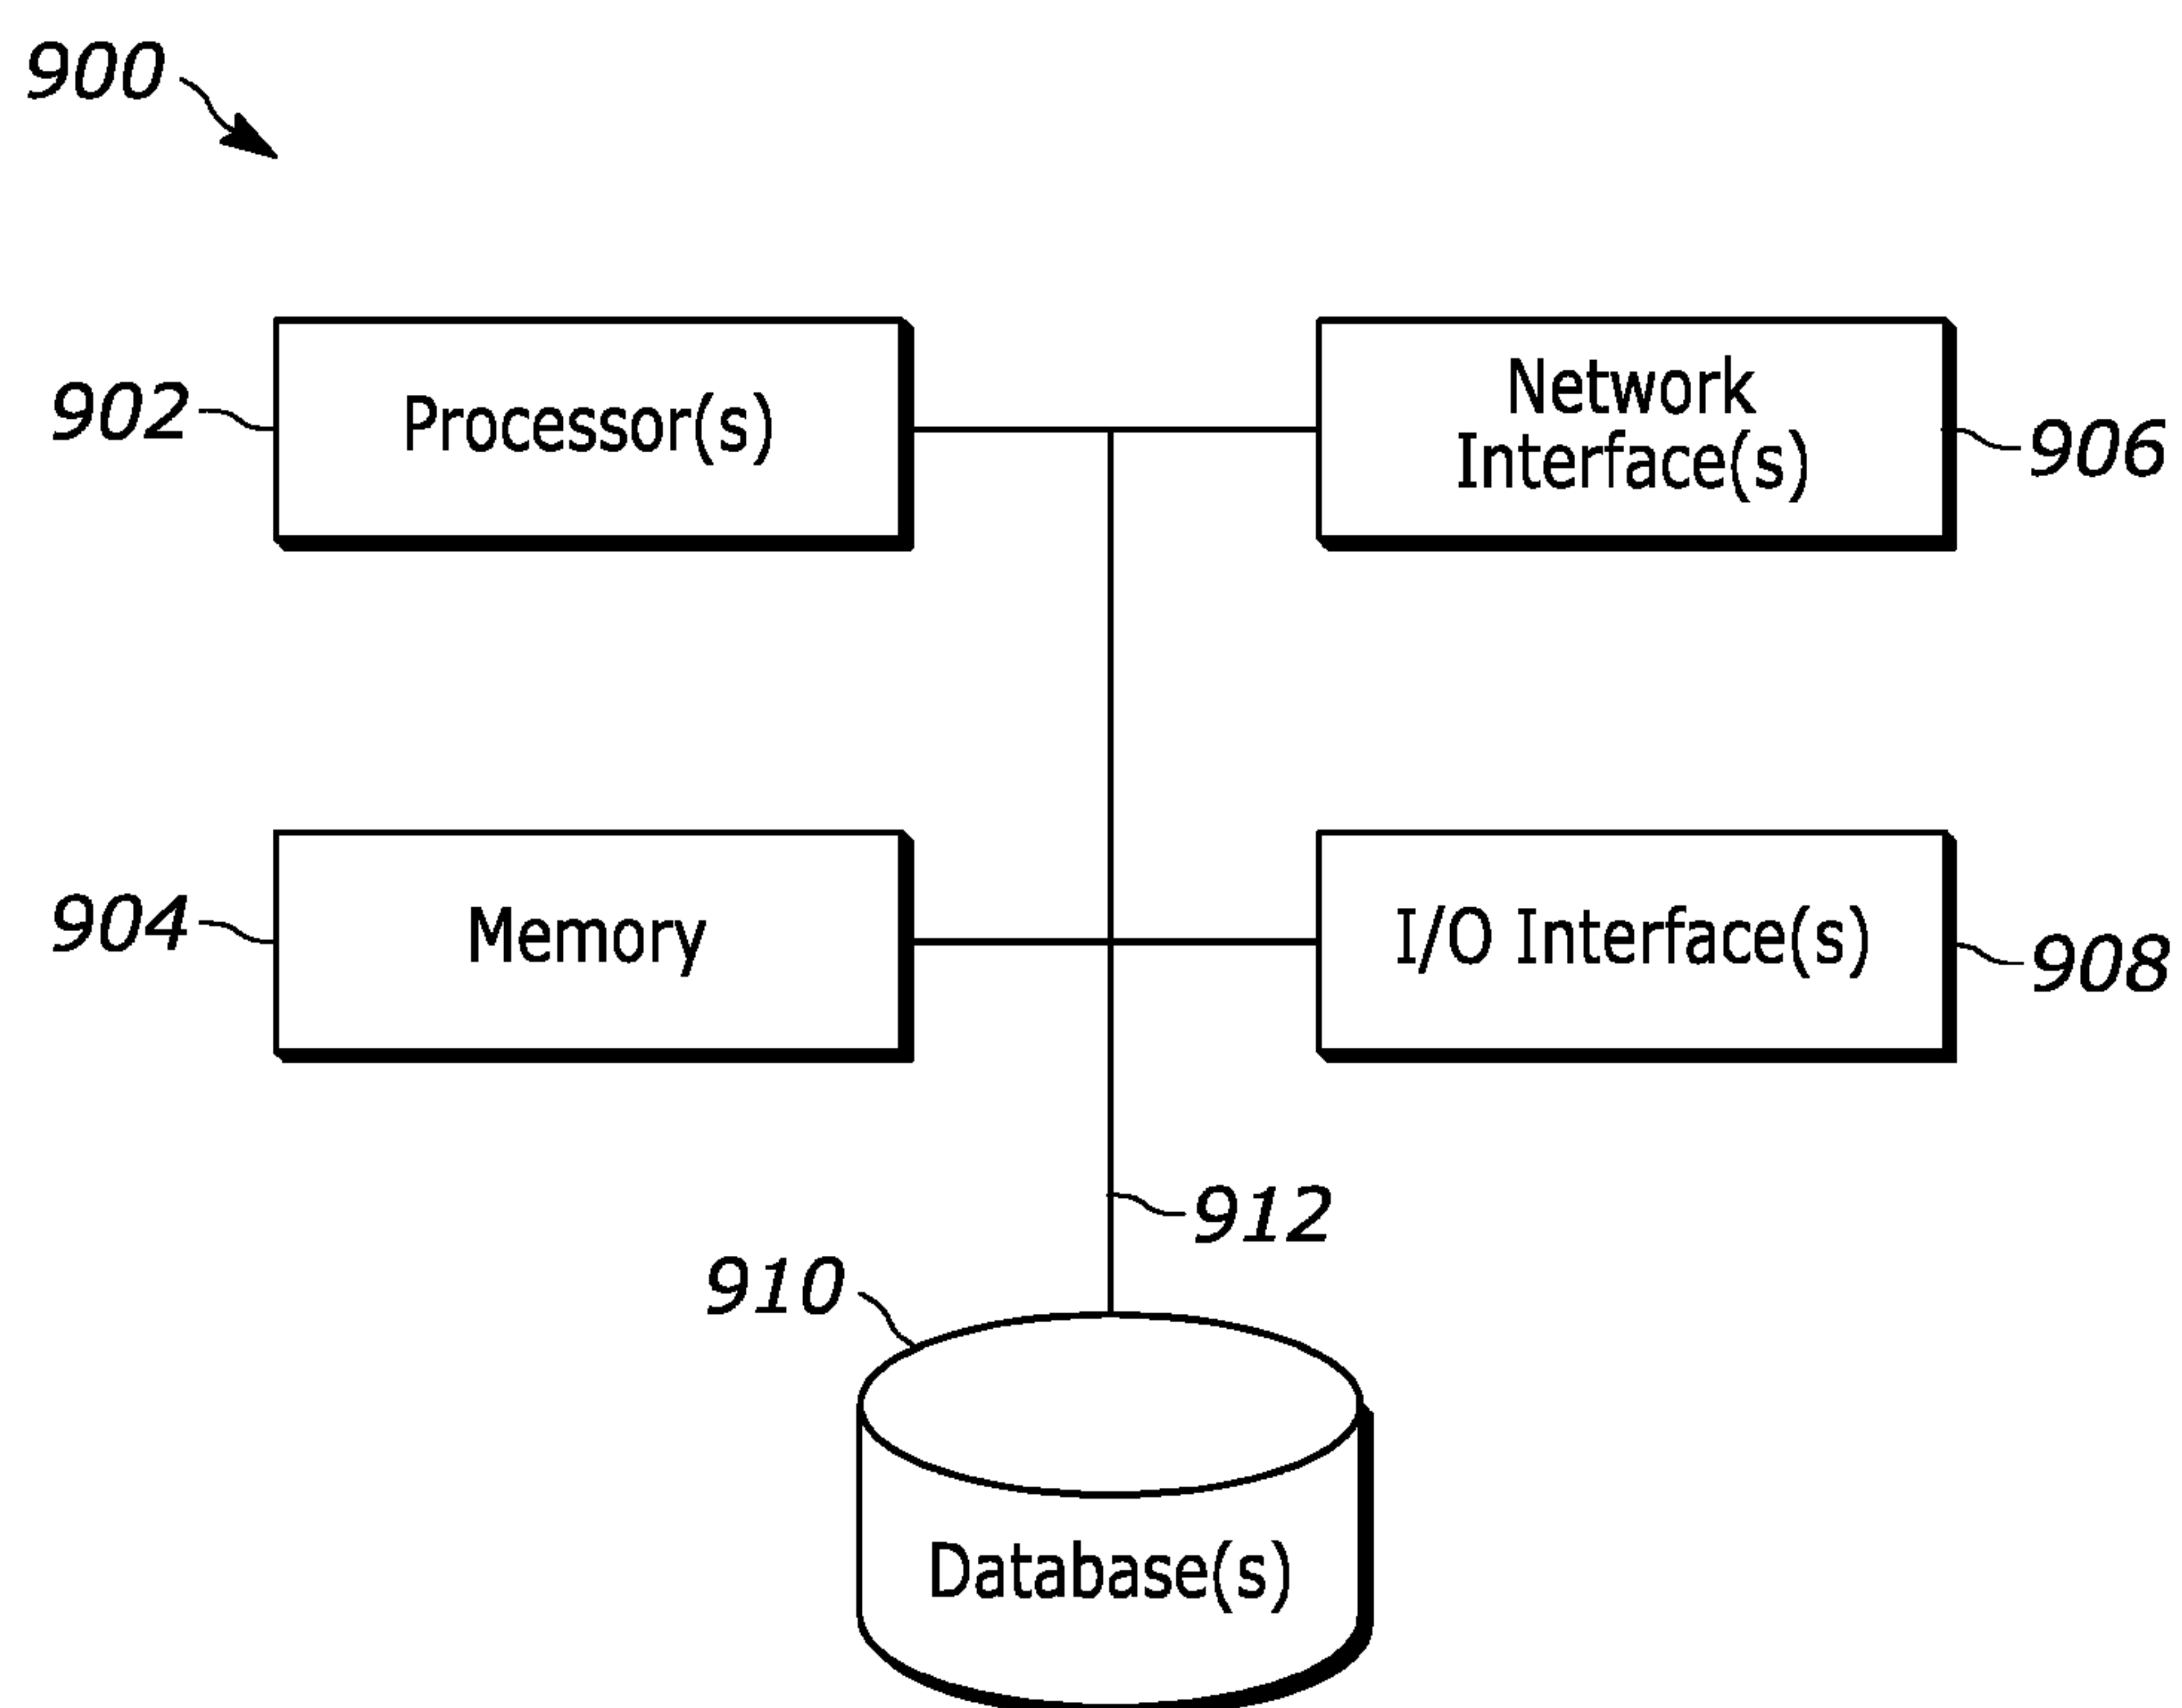 900
902
Processor(s)
Network
Interface(s)
906
904
Memory
I/O Interface(s)
908
912
910
Database(s)